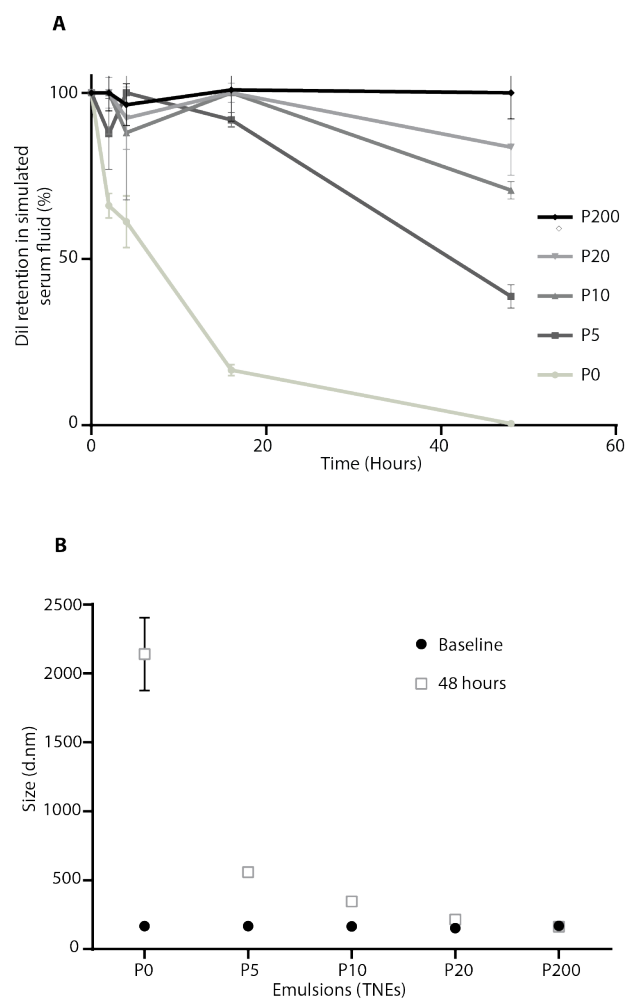 A
100
50
0
DiI retention in simulated
serum fluid (%)
P200
P20
P10
P5
P0
0 20 40 60
Time (Hours)
B
2500
2000
1500
1000
500
0
Size (d.nm)
Baseline
48 hours
P0 P5 P10 P20 P200
Emulsions (TNEs)